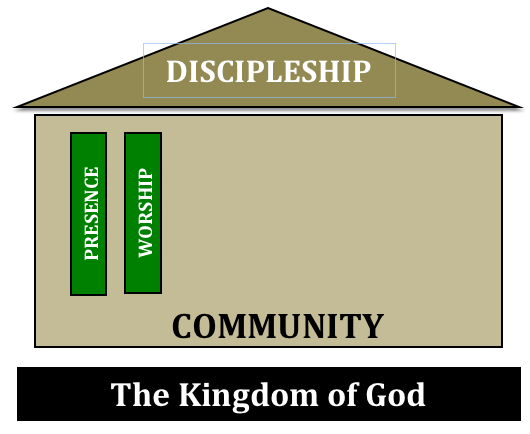 DISCIPLESHIP
PRESENCE
WORSHIP
COMMUNITY
The Kingdom of God